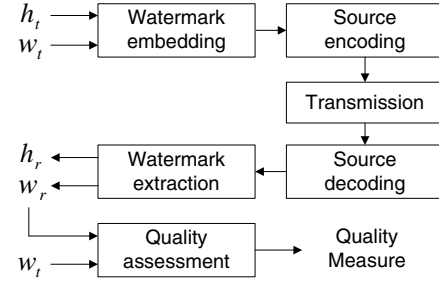 h_t
w_t
Watermark
embedding
Source
encoding
Transmission
h_r
w_r
Watermark
extraction
Source
decoding
w_t
Quality
assessment
Quality
Measure